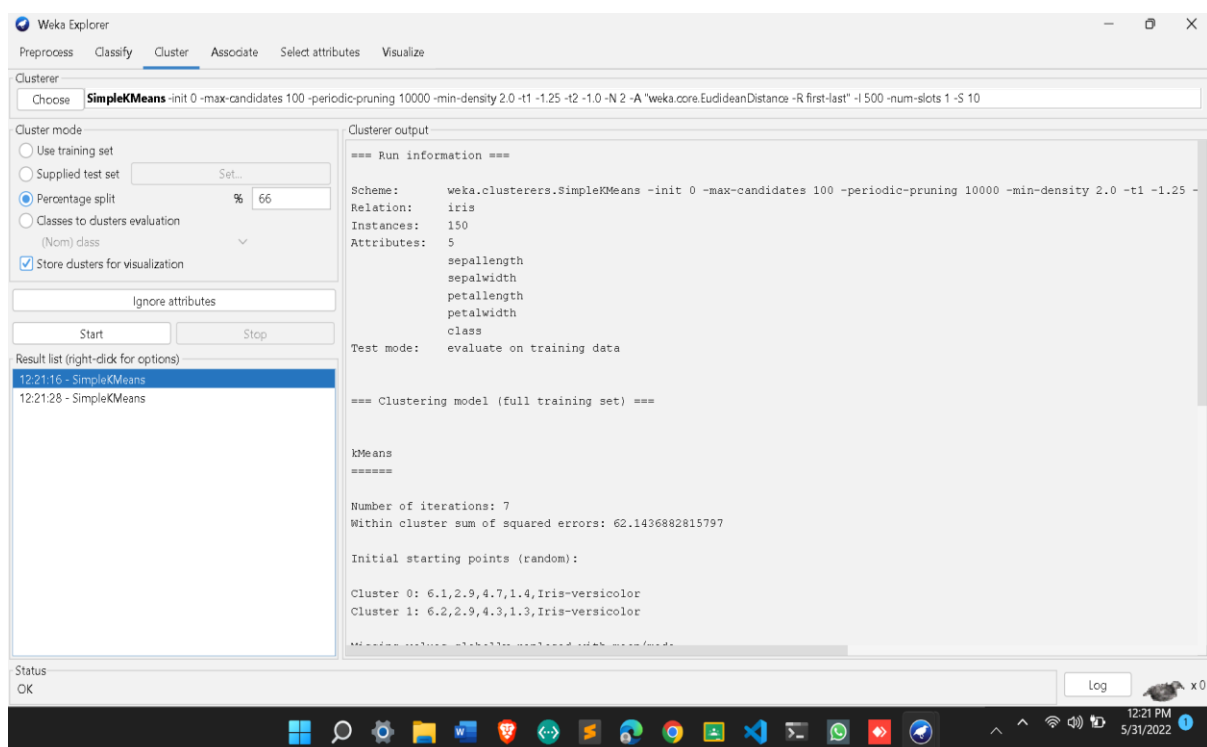 Weka Explorer
Preprocess Classify Cluster Associate Select attributes Visualize
Clusterer
Choose SimpleKMeans -init 0 -max-candidates 100 -periodic-pruning 10000 -min-density 2.0 -t1 -1.25 -t2 -1.0 -N 2 -A "weka.core.EuclideanDistance -R first-last" -I 500 -num-slots 1 -S 10
Cluster mode
Use training set
Supplied test set Set...
Percentage split % 66
Classes to clusters evaluation
(Nom) class
Store clusters for visualization
Ignore attributes
Start Stop
Result list (right-click for options)
12:21:16 - SimpleKMeans
12:21:28 - SimpleKMeans
Clusterer output
=== Run information ===
Scheme: weka.clusterers.SimpleKMeans -init 0 -max-candidates 100 -periodic-pruning 10000 -min-density 2.0 -t1 -1.25 -
Relation: iris
Instances: 150
Attributes: 5
sepallength
sepalwidth
petallength
petalwidth
class
Test mode: evaluate on training data
=== Clustering model (full training set) ===
kMeans
======
Number of iterations: 7
Within cluster sum of squared errors: 62.1436882815797
Initial starting points (random):
Cluster 0: 6.1,2.9,4.7,1.4,Iris-versicolor
Cluster 1: 6.2,2.9,4.3,1.3,Iris-versicolor
Missing values globally replaced with mean/mode
Status
OK
Log x 0
12:21 PM
5/31/2022 1